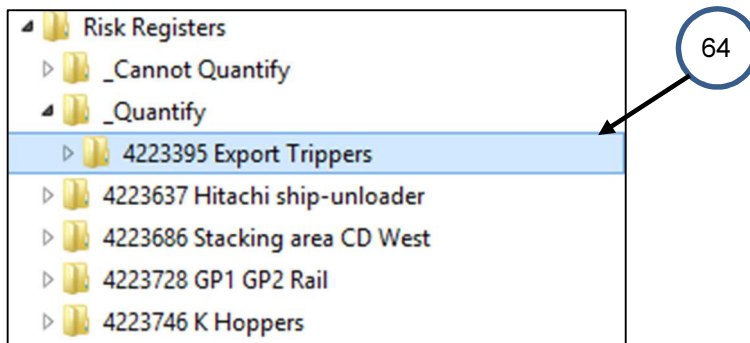 Risk Registers
_Cannot Quantify
_Quantify
4223395 Export Trippers
4223637 Hitachi ship-unloader
4223686 Stacking area CD West
4223728 GP1 GP2 Rail
4223746 K Hoppers
64